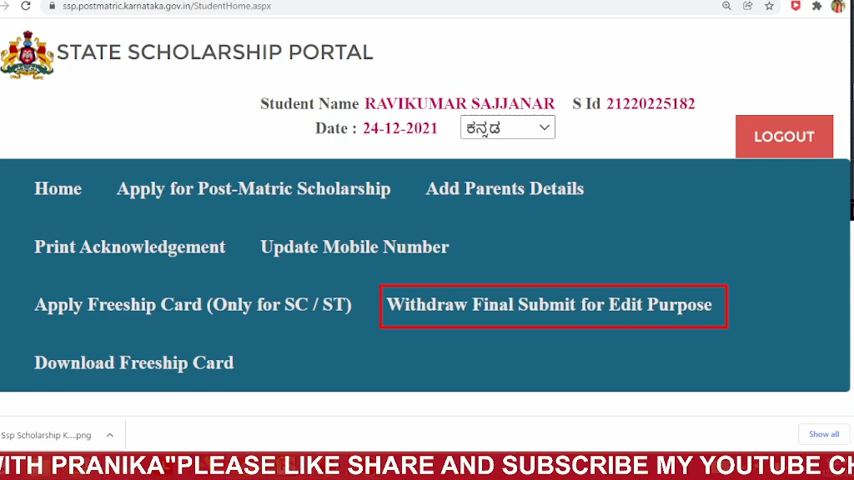 ssp.postmatric.karnataka.gov.in/StudentHome.aspx
STATE SCHOLARSHIP PORTAL
Student Name RAVIKUMAR SAJJANAR S Id 21220225182
Date : 24-12-2021 ಕನ್ನಡ
LOGOUT
Home Apply for Post-Matric Scholarship Add Parents Details
Print Acknowledgement Update Mobile Number
Apply Freeship Card (Only for SC / ST) Withdraw Final Submit for Edit Purpose
Download Freeship Card
Ssp Scholarship K....png Show all
WITH PRANIKA"PLEASE LIKE SHARE AND SUBSCRIBE MY YOUTUBE CH